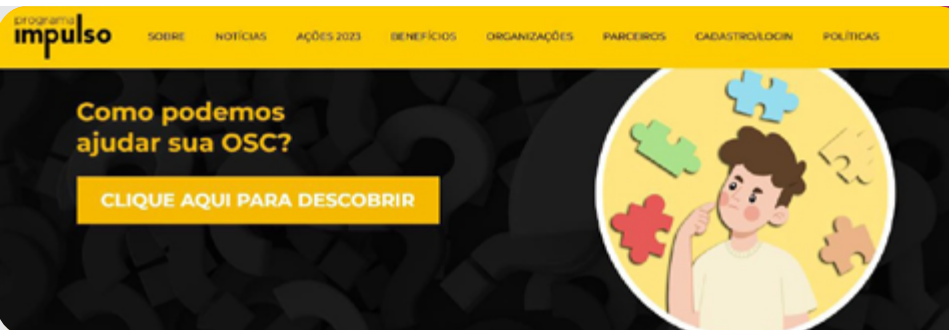 programa
impulso
SOBRE NOTÍCIAS AÇÕES 2023 BENEFÍCIOS ORGANIZAÇÕES PARCEIROS CADASTRO/LOGIN POLÍTICAS
Como podemos
ajudar sua OSC?
CLIQUE AQUI PARA DESCOBRIR